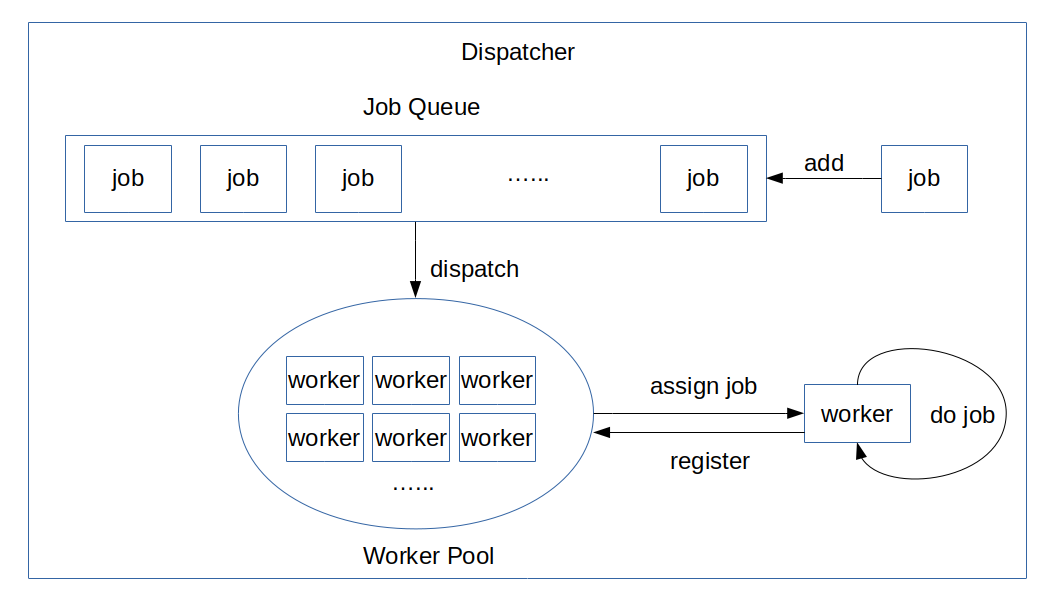 Dispatcher
Job Queue
job job job …... job
add
job
dispatch
worker worker worker
worker worker worker
…...
assign job
register
worker
do job
Worker Pool